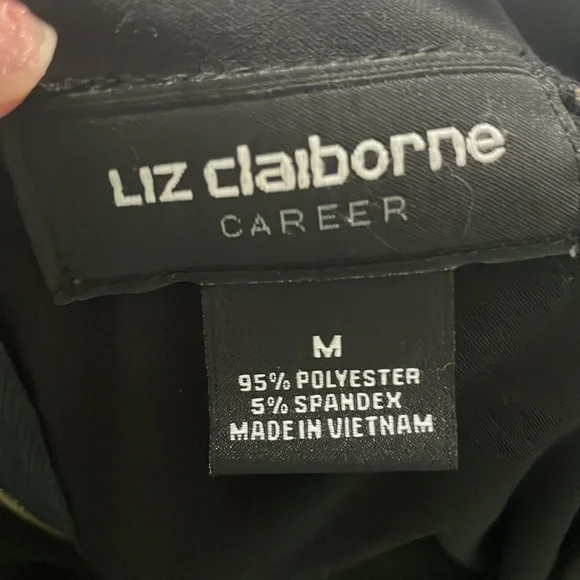 LIZ claiborne
CAREER
M
95% POLYESTER
5% SPANDEX
MADE IN VIETNAM